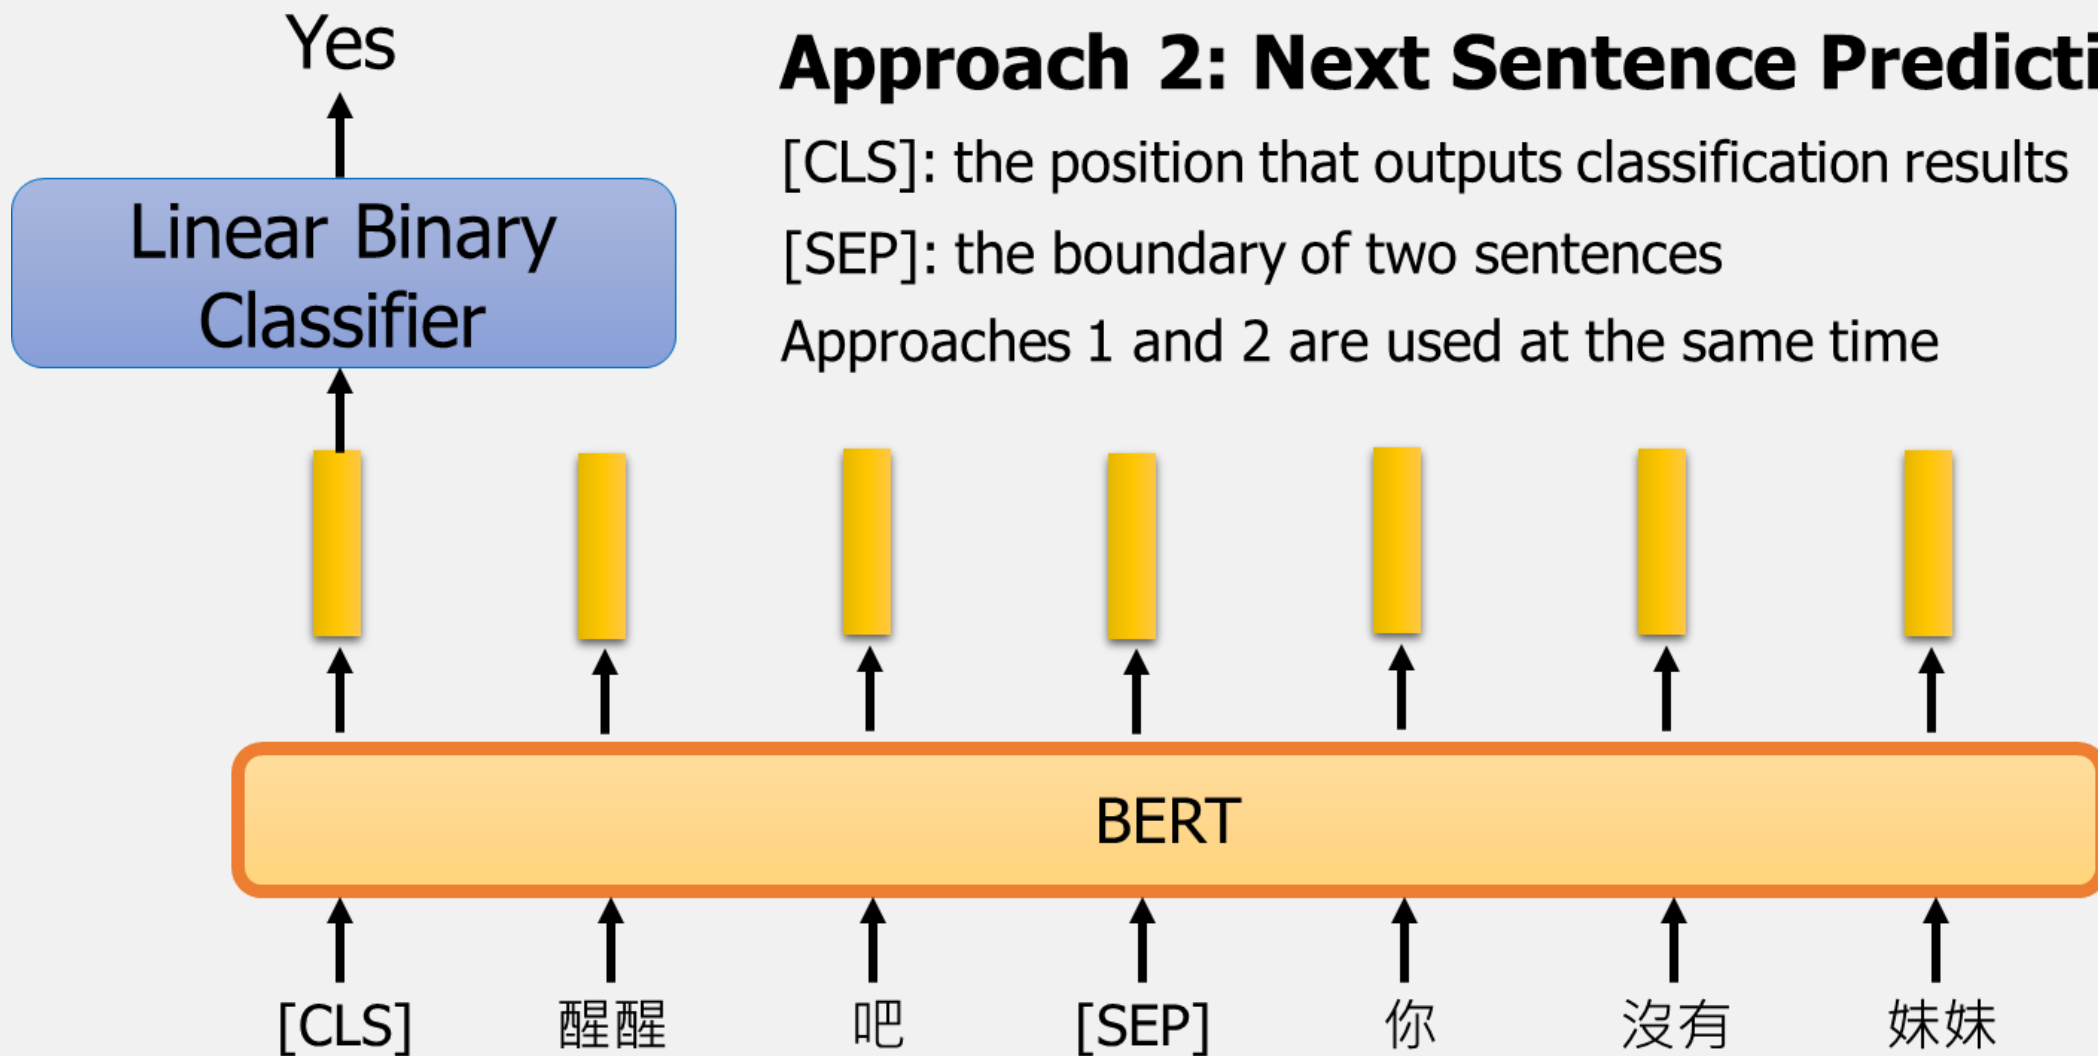 Yes
Approach 2: Next Sentence Predicti
[CLS]: the position that outputs classification results
Linear Binary
Classifier
[SEP]: the boundary of two sentences
Approaches 1 and 2 are used at the same time
BERT
[CLS] 醒醒 吧 [SEP] 你 沒有 妹妹